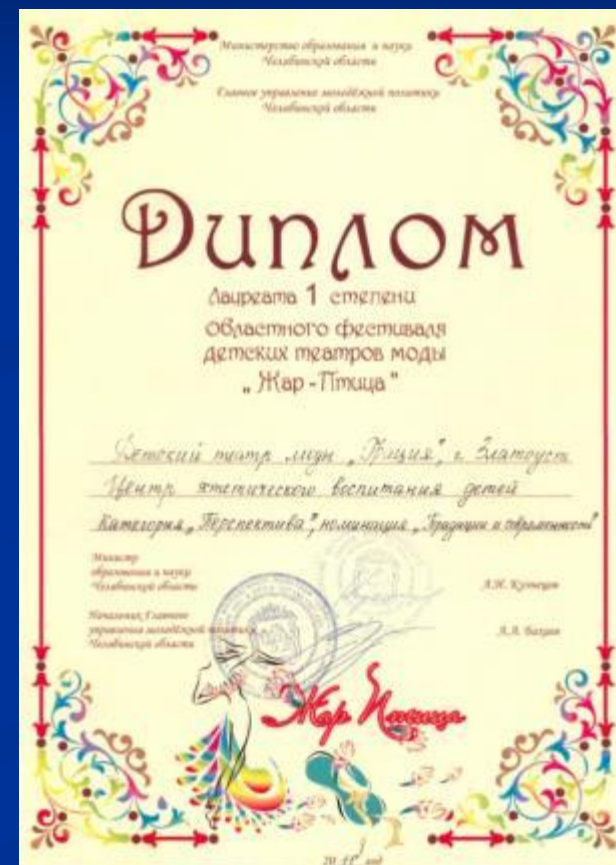 Министерство образования и науки
Челябинской области
Главное управление молодёжной политики
Челябинской области
Диплом
Лауреата 1 степени
областного фестиваля
детских театров моды
„Жар-Птица"
Детский театр моды г. Златоуст
Центр эстетического воспитания детей
Категория „Перспектива", номинация „Традиции и современность"
Министр
образования и науки
Челябинской области
А.И. Кузнецов
Начальник Главного
управления молодёжной политики
Челябинской области
А.А.
Жар Птица
год